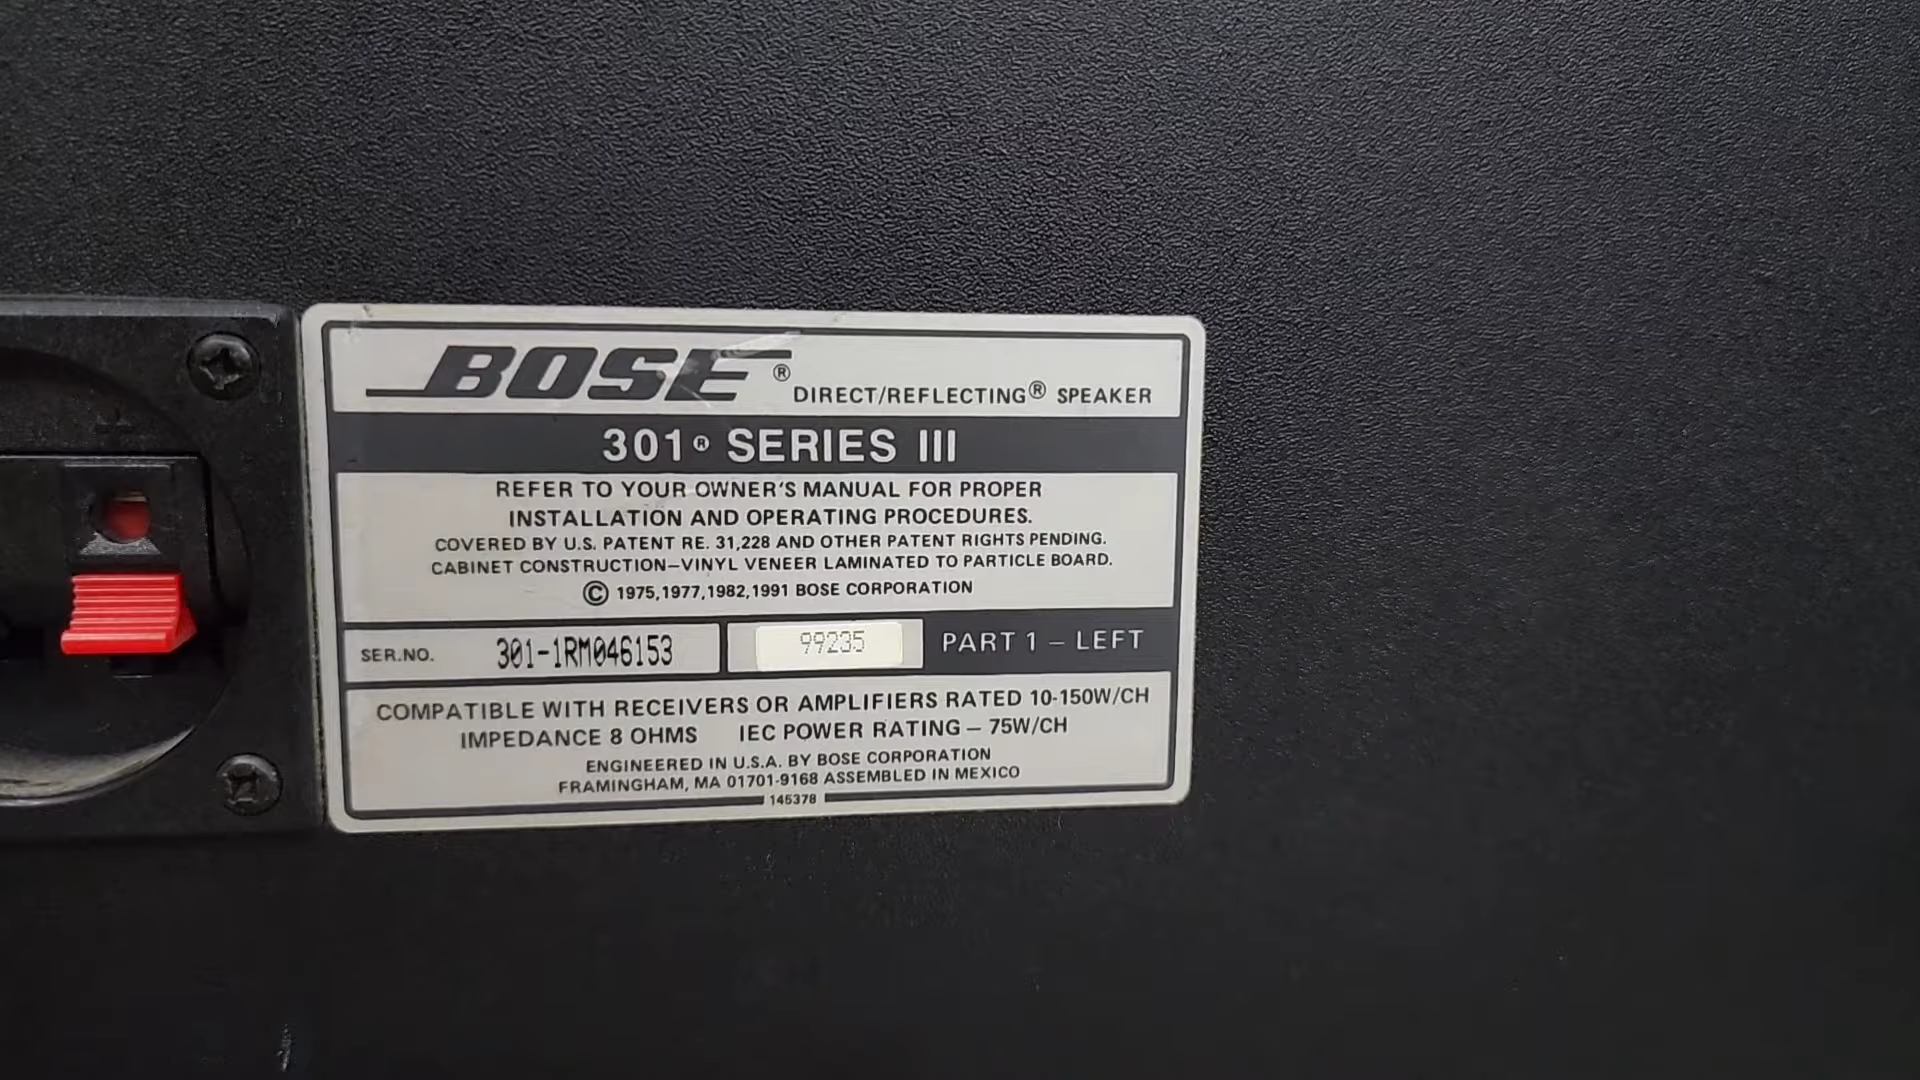 BOSE® DIRECT/REFLECTING® SPEAKER
301® SERIES III
REFER TO YOUR OWNER'S MANUAL FOR PROPER
INSTALLATION AND OPERATING PROCEDURES.
COVERED BY U.S. PATENT RE. 31,228 AND OTHER PATENT RIGHTS PENDING.
CABINET CONSTRUCTION—VINYL VENEER LAMINATED TO PARTICLE BOARD.
© 1975,1977,1982,1991 BOSE CORPORATION
SER.NO. 301-1RM046153 99235 PART 1 – LEFT
COMPATIBLE WITH RECEIVERS OR AMPLIFIERS RATED 10-150W/CH
IMPEDANCE 8 OHMS IEC POWER RATING – 75W/CH
ENGINEERED IN U.S.A. BY BOSE CORPORATION
FRAMINGHAM, MA 01701-9168 ASSEMBLED IN MEXICO
145378